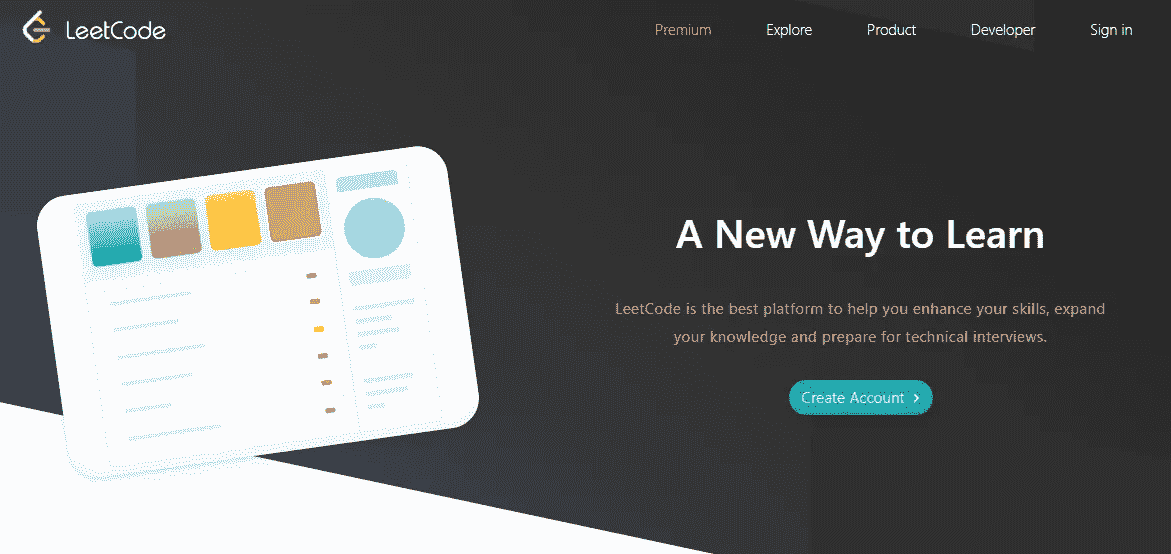 LeetCode
Premium
Explore
Product
Developer
Sign in
A New Way to Learn
LeetCode is the best platform to help you enhance your skills, expand
your knowledge and prepare for technical interviews.
Create Account